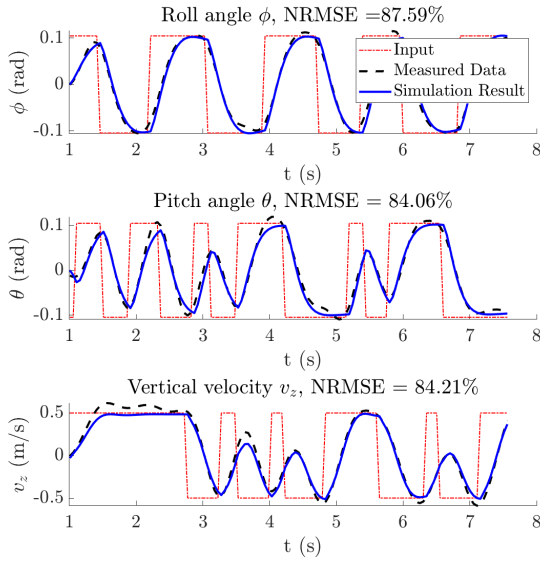 Roll angle ϕ, NRMSE =87.59%
0.1
0
-0.1
ϕ (rad)
Input
Measured Data
Simulation Result
1 2 3 4 5 6 7 8
t (s)
Pitch angle θ, NRMSE = 84.06%
0.1
0
-0.1
θ (rad)
1 2 3 4 5 6 7 8
t (s)
Vertical velocity v_z, NRMSE = 84.21%
0.5
0
-0.5
v_z (m/s)
1 2 3 4 5 6 7 8
t (s)